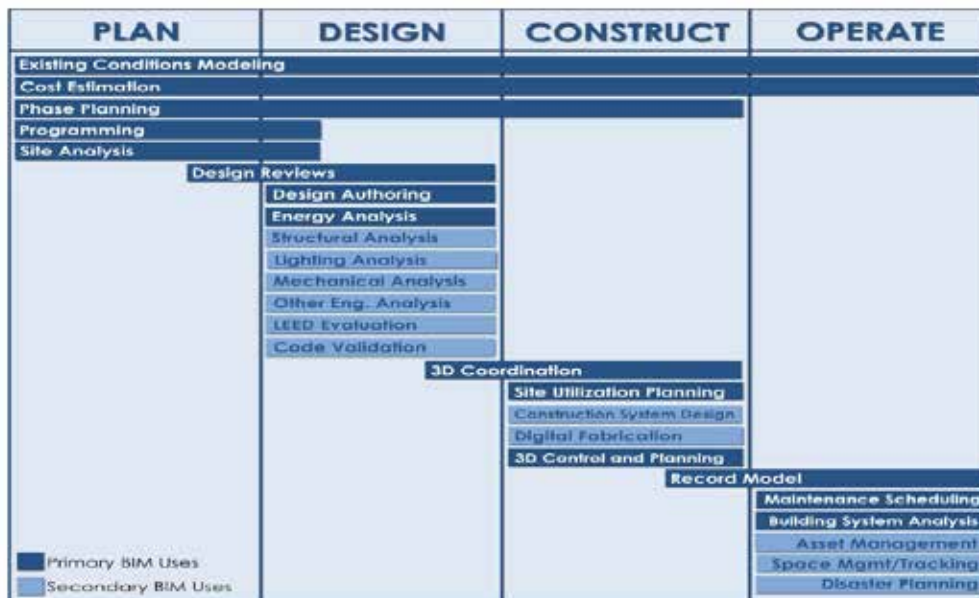 PLAN DESIGN CONSTRUCT OPERATE
Existing Conditions Modeling
Cost Estimation
Phase Planning
Programming
Site Analysis
Design Reviews
Design Authoring
Energy Analysis
Structural Analysis
Lighting Analysis
Mechanical Analysis
Other Eng. Analysis
LEED Evaluation
Code Validation
3D Coordination
Site Utilization Planning
Construction System Design
Digital Fabrication
3D Control and Planning
Record Model
Maintenance Scheduling
Building System Analysis
Asset Management
Space Mgmt/Tracking
Disaster Planning
Primary BIM Uses
Secondary BIM Uses